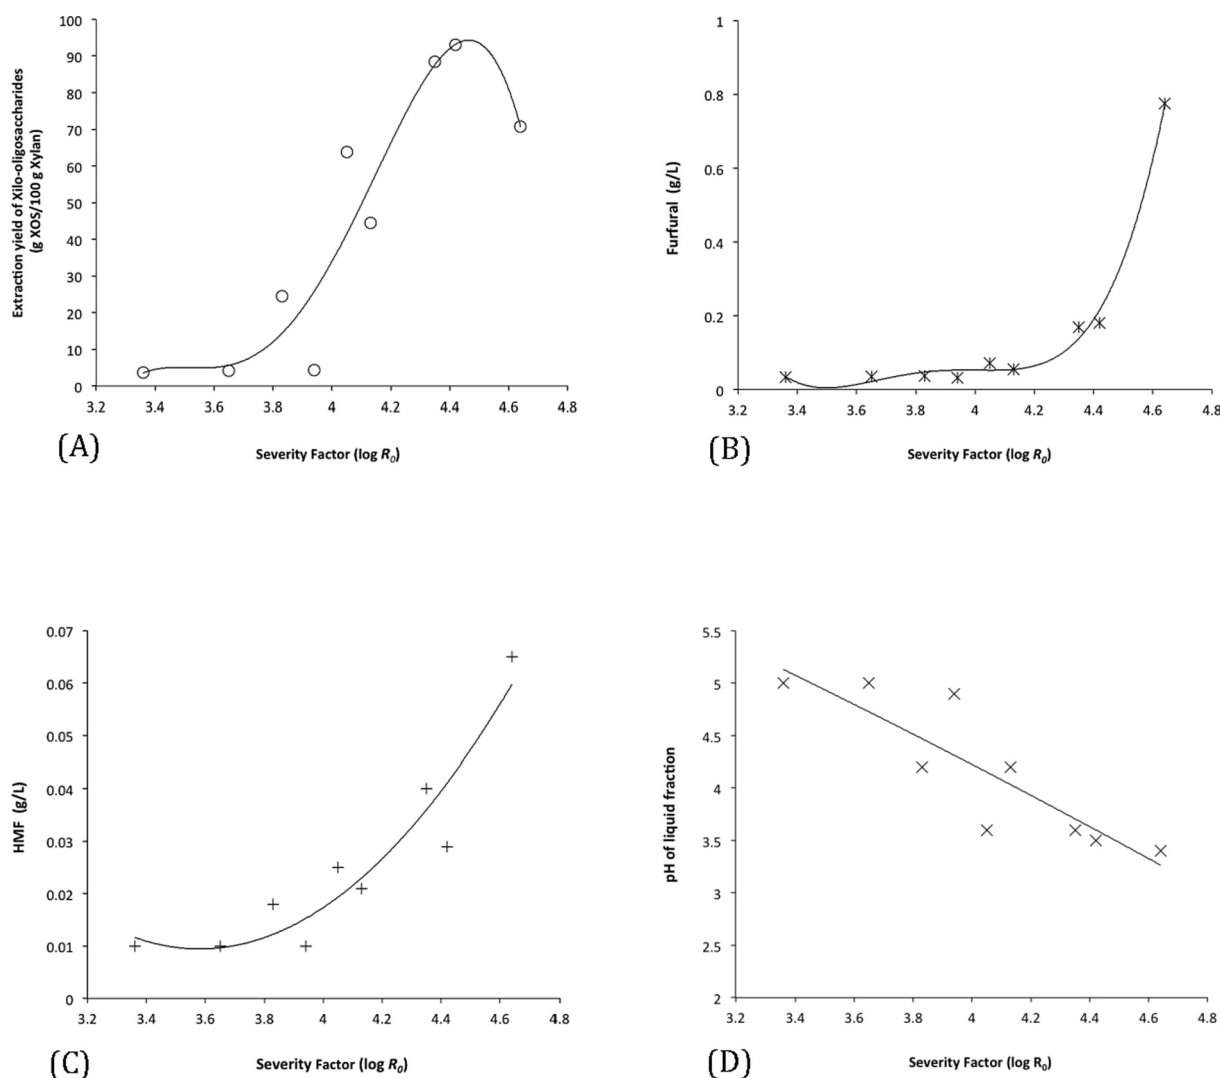 Extraction yield of Xilo-oligosaccharides
(g XOS/100 g Xylan)
100
90
80
70
60
50
40
30
20
10
0
3.2 3.4 3.6 3.8 4 4.2 4.4 4.6 4.8
Severity Factor (log R0)
(A)
Furfural (g/L)
1
0.8
0.6
0.4
0.2
0
3.2 3.4 3.6 3.8 4 4.2 4.4 4.6 4.8
Severity Factor (log R0)
(B)
HMF (g/L)
0.07
0.06
0.05
0.04
0.03
0.02
0.01
0
3.2 3.4 3.6 3.8 4 4.2 4.4 4.6 4.8
Severity Factor (log R0)
(C)
pH of liquid fraction
5.5
5
4.5
4
3.5
3
2.5
2
3.2 3.4 3.6 3.8 4 4.2 4.4 4.6 4.8
Severity Factor (log R0)
(D)